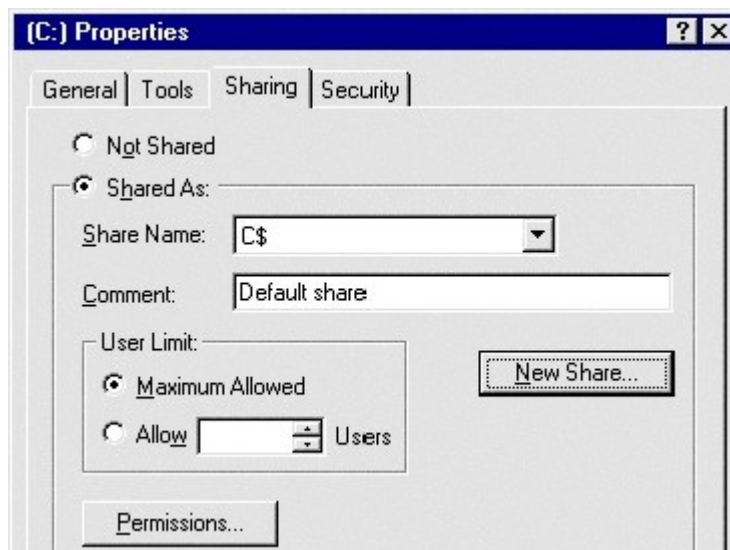 (C:) Properties
General Tools Sharing Security
Not Shared
Shared As:
Share Name: C$
Comment: Default share
User Limit:
Maximum Allowed
New Share...
Allow Users
Permissions...